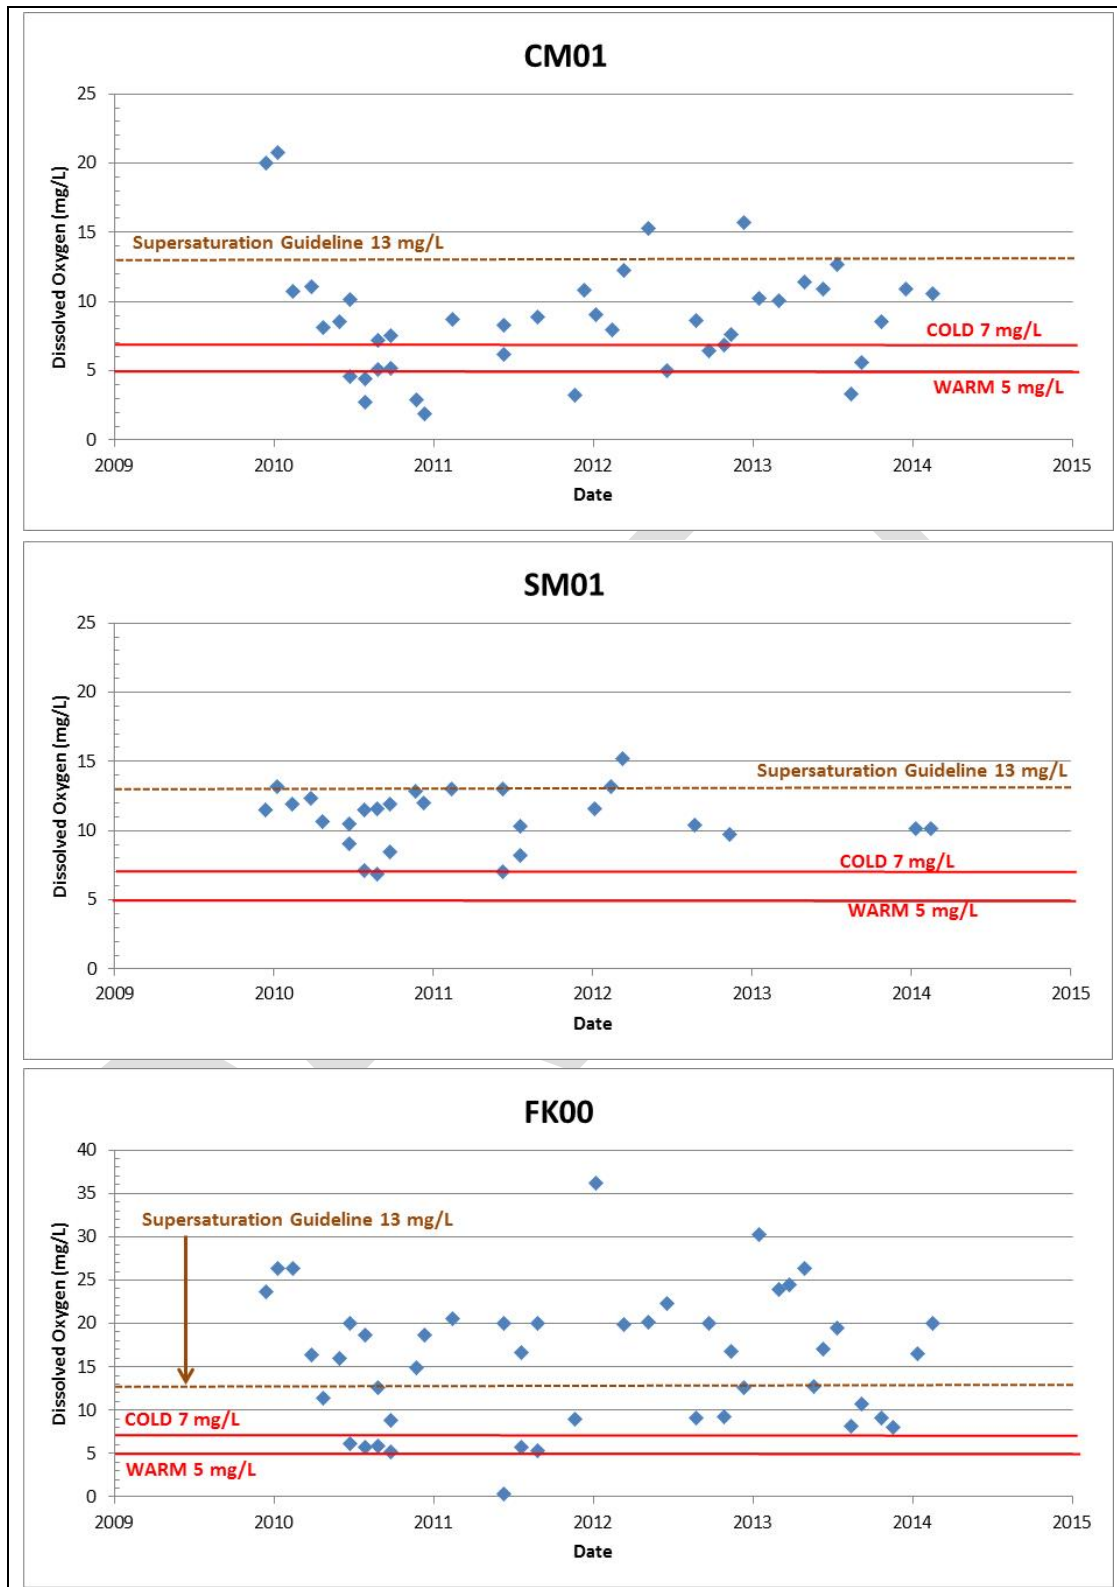 CM01
25
20
15
10
5
0
Dissolved Oxygen (mg/L)
Supersaturation Guideline 13 mg/L
COLD 7 mg/L
WARM 5 mg/L
2009 2010 2011 2012 2013 2014 2015
Date
SM01
25
20
15
10
5
0
Dissolved Oxygen (mg/L)
Supersaturation Guideline 13 mg/L
COLD 7 mg/L
WARM 5 mg/L
2009 2010 2011 2012 2013 2014 2015
Date
FK00
40
35
30
25
20
15
10
5
0
Dissolved Oxygen (mg/L)
Supersaturation Guideline 13 mg/L
COLD 7 mg/L
WARM 5 mg/L
2009 2010 2011 2012 2013 2014 2015
Date